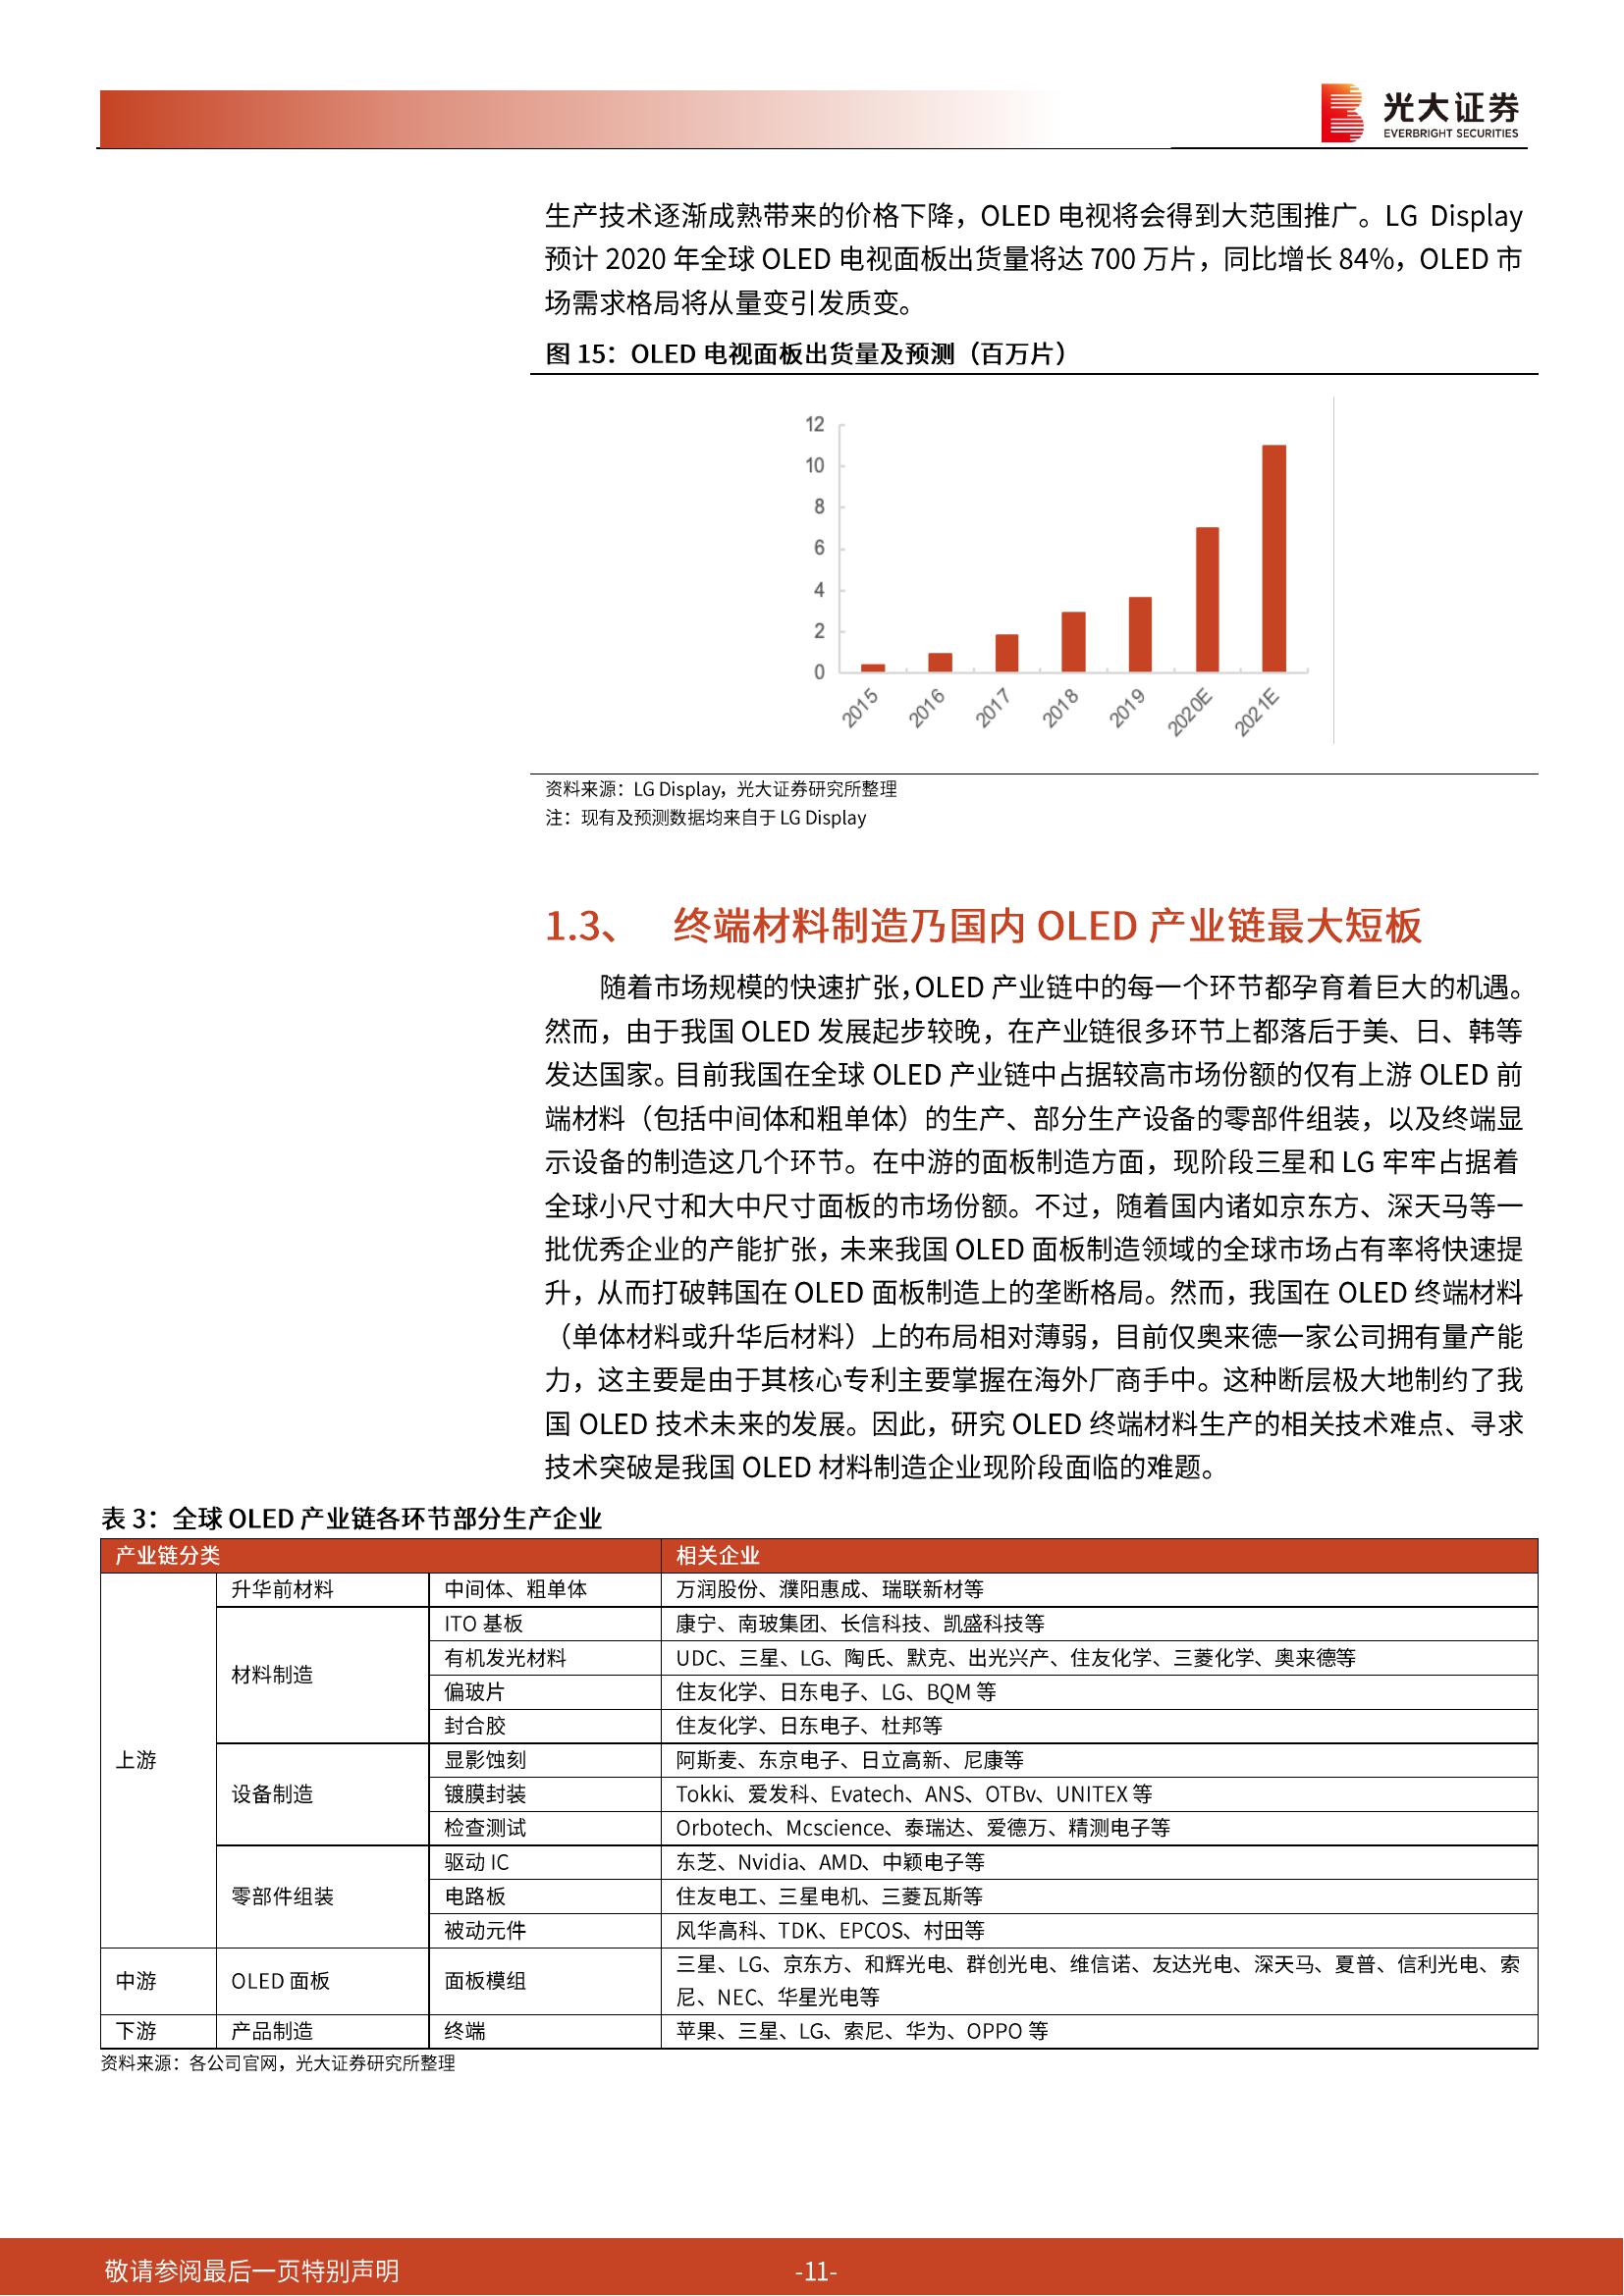 光大证券
EVERBRIGHT SECURITIES
生产技术逐渐成熟带来的价格下降，OLED 电视将会得到大范围推广。LG Display
预计 2020 年全球 OLED 电视面板出货量将达 700 万片，同比增长 84%，OLED 市
场需求格局将从量变引发质变。
图 15：OLED 电视面板出货量及预测（百万片）
12
10
8
6
4
2
0
2015 2016 2017 2018 2019 2020E 2021E
资料来源：LG Display，光大证券研究所整理
注：现有及预测数据均来自于 LG Display
1.3、 终端材料制造乃国内 OLED 产业链最大短板
随着市场规模的快速扩张，OLED 产业链中的每一个环节都孕育着巨大的机遇。
然而，由于我国 OLED 发展起步较晚，在产业链很多环节上都落后于美、日、韩等
发达国家。目前我国在全球 OLED 产业链中占据较高市场份额的仅有上游 OLED 前
端材料（包括中间体和粗单体）的生产、部分生产设备的零部件组装，以及终端显
示设备的制造这几个环节。在中游的面板制造方面，现阶段三星和 LG 牢牢占据着
全球小尺寸和大中尺寸面板的市场份额。不过，随着国内诸如京东方、深天马等一
批优秀企业的产能扩张，未来我国 OLED 面板制造领域的全球市场占有率将快速提
升，从而打破韩国在 OLED 面板制造上的垄断格局。然而，我国在 OLED 终端材料
（单体材料或升华后材料）上的布局相对薄弱，目前仅奥来德一家公司拥有量产能
力，这主要是由于其核心专利主要掌握在海外厂商手中。这种断层极大地制约了我
国 OLED 技术未来的发展。因此，研究 OLED 终端材料生产的相关技术难点、寻求
技术突破是我国 OLED 材料制造企业现阶段面临的难题。
表 3：全球 OLED 产业链各环节部分生产企业
产业链分类 相关企业
上游 升华前材料 中间体、粗单体 万润股份、濮阳惠成、瑞联新材等
材料制造 ITO 基板 康宁、南玻集团、长信科技、凯盛科技等
有机发光材料 UDC、三星、LG、陶氏、默克、出光兴产、住友化学、三菱化学、奥来德等
偏玻片 住友化学、日东电子、LG、BQM 等
封合胶 住友化学、日东电子、杜邦等
设备制造 显影蚀刻 阿斯麦、东京电子、日立高新、尼康等
镀膜封装 Tokki、爱发科、Evatech、ANS、OTBv、UNITEX 等
检查测试 Orbotech、Mcscience、泰瑞达、爱德万、精测电子等
零部件组装 驱动 IC 东芝、Nvidia、AMD、中颖电子等
电路板 住友电工、三星电机、三菱瓦斯等
被动元件 风华高科、TDK、EPCOS、村田等
中游 OLED 面板 面板模组 三星、LG、京东方、和辉光电、群创光电、维信诺、友达光电、深天马、夏普、信利光电、索
尼、NEC、华星光电等
下游 产品制造 终端 苹果、三星、LG、索尼、华为、OPPO 等
资料来源：各公司官网，光大证券研究所整理
敬请参阅最后一页特别声明 -11-